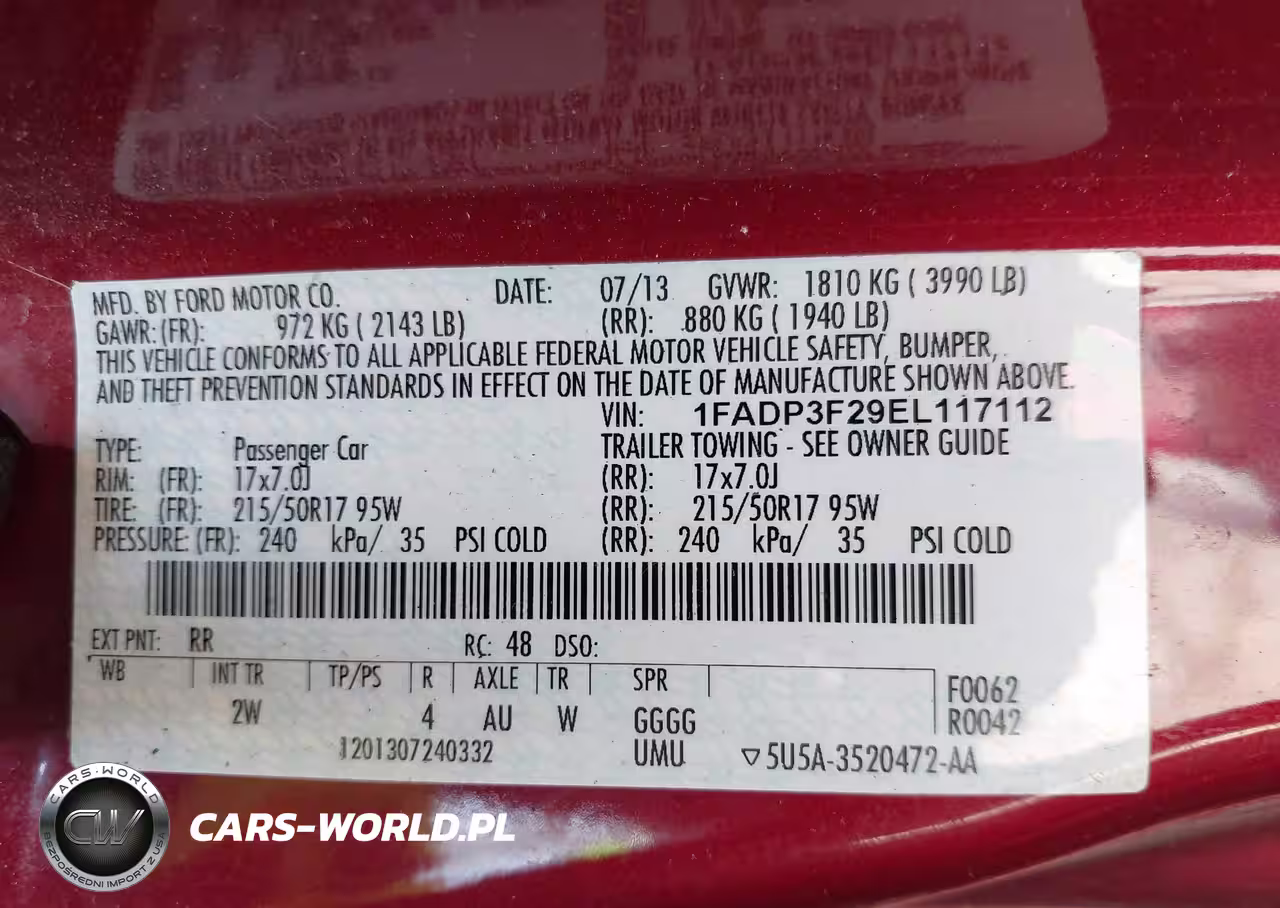 MFD. BY FORD MOTOR CO. DATE: 07/13 GVWR: 1810 KG ( 3990 LB)
GAWR: (FR): 972 KG ( 2143 LB) (RR): 880 KG ( 1940 LB)
THIS VEHICLE CONFORMS TO ALL APPLICABLE FEDERAL MOTOR VEHICLE SAFETY, BUMPER,
AND THEFT PREVENTION STANDARDS IN EFFECT ON THE DATE OF MANUFACTURE SHOWN ABOVE.
VIN: 1FADP3F29EL117112
TYPE: Passenger Car TRAILER TOWING - SEE OWNER GUIDE
RIM: (FR): 17x7.0J (RR): 17x7.0J
TIRE: (FR): 215/50R17 95W (RR): 215/50R17 95W
PRESSURE: (FR): 240 kPa/ 35 PSI COLD (RR): 240 kPa/ 35 PSI COLD
EXT PNT: RR RC: 48 DSO:
WB INT TR TP/PS R AXLE TR SPR F0062
2W 4 AU W GGGG R0042
1201307240332 UMU ▽5U5A-3520472-AA
CARS-WORLD
CW
BEZPOŚREDNI IMPORT Z USA
CARS-WORLD.PL